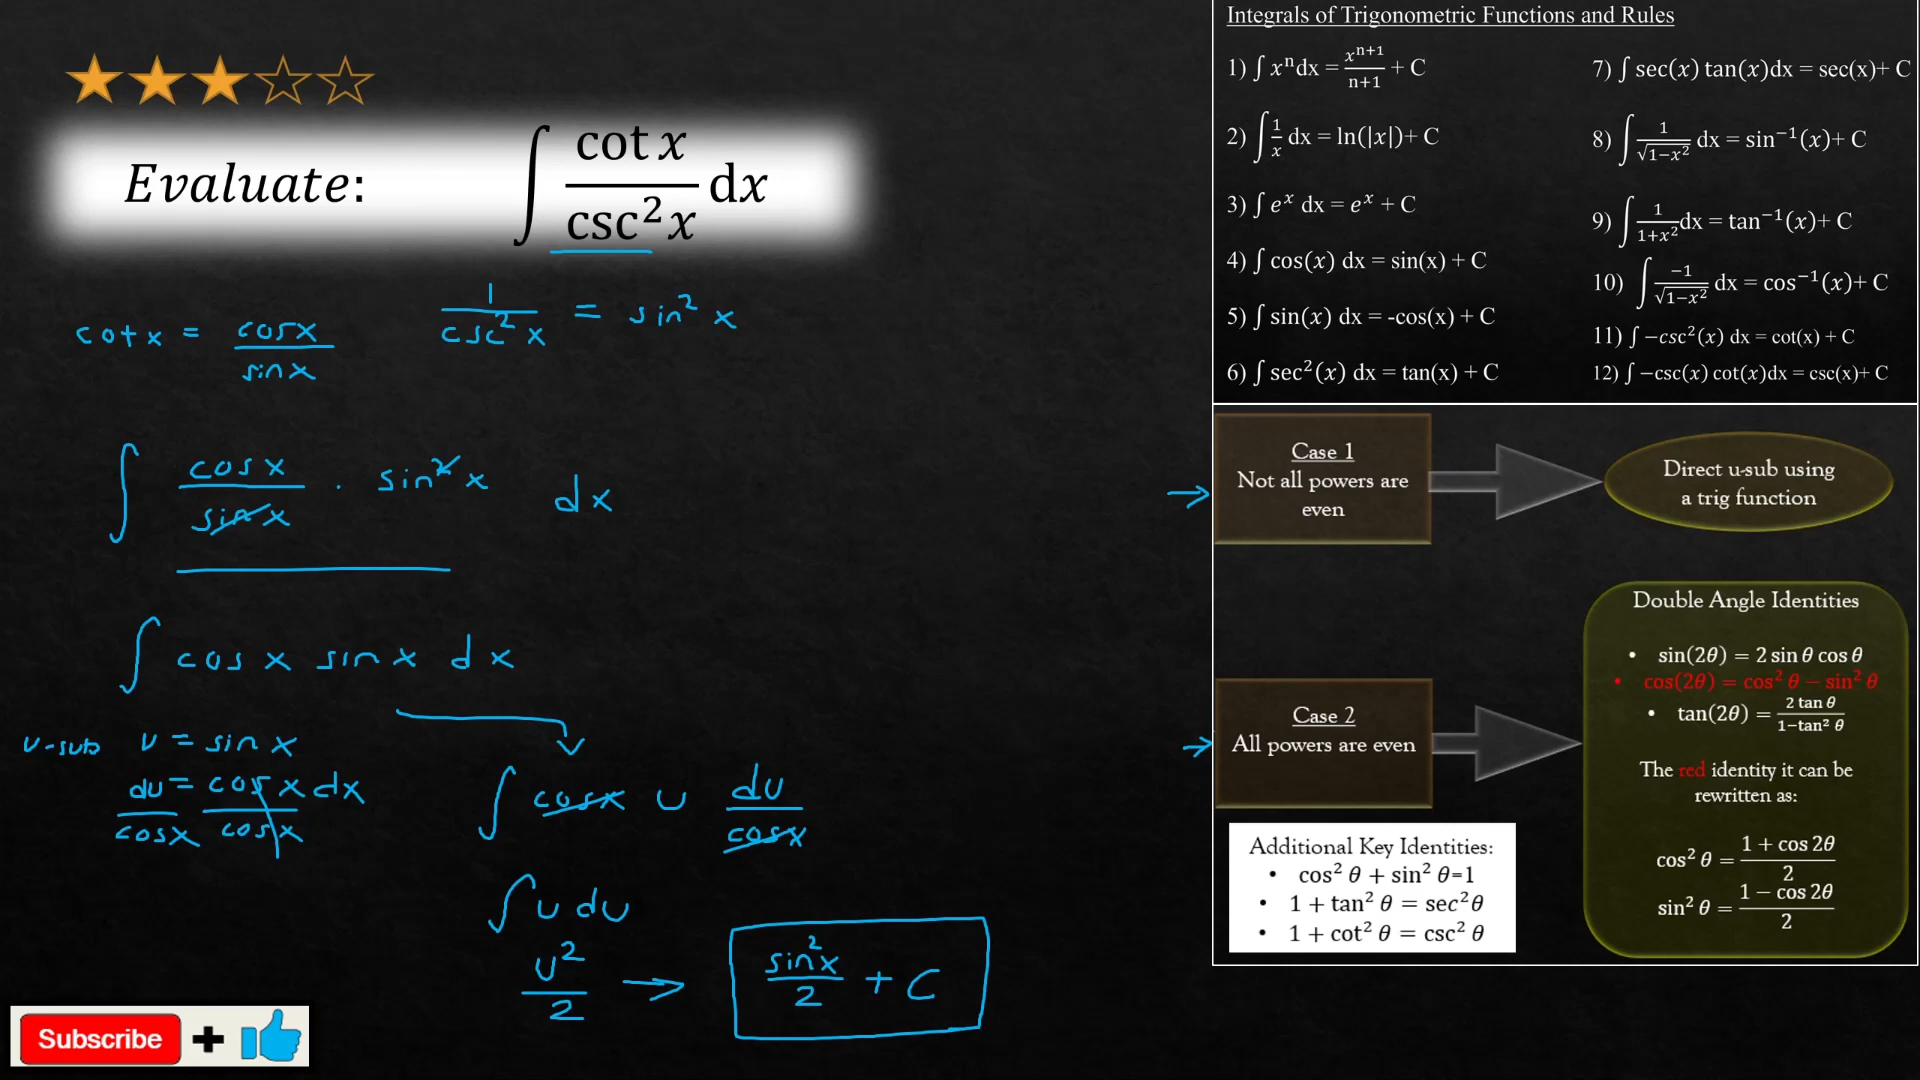 Evaluate: ∫ cot x / csc² x dx
cot x = cos x / sin x
1 / csc² x = sin² x
∫ cos x / sin x · sin² x dx
∫ cos x sin x dx
u-sub u = sin x
du = cos x dx
cos x cos x
∫ cos x u du / cos x
∫ u du
u² / 2 → sin² x / 2 + C
Subscribe +
Integrals of Trigonometric Functions and Rules
1) ∫ xⁿdx = xⁿ⁺¹ / n+1 + C
2) ∫ 1/x dx = ln(|x|)+ C
3) ∫ eˣ dx = eˣ + C
4) ∫ cos(x) dx = sin(x) + C
5) ∫ sin(x) dx = -cos(x) + C
6) ∫ sec²(x) dx = tan(x) + C
7) ∫ sec(x) tan(x)dx = sec(x)+ C
8) ∫ 1/√1−x² dx = sin⁻¹(x)+ C
9) ∫ 1/1+x² dx = tan⁻¹(x)+ C
10) ∫ −1/√1−x² dx = cos⁻¹(x)+ C
11) ∫ −csc²(x) dx = cot(x) + C
12) ∫ −csc(x) cot(x)dx = csc(x)+ C
Case 1
Not all powers are
even
Direct u-sub using
a trig function
Case 2
All powers are even
Double Angle Identities
• sin(2θ) = 2 sin θ cos θ
• cos(2θ) = cos² θ − sin² θ
• tan(2θ) = 2 tan θ / 1−tan² θ
The red identity it can be
rewritten as:
cos² θ = 1 + cos 2θ / 2
sin² θ = 1 − cos 2θ / 2
Additional Key Identities:
• cos² θ + sin² θ=1
• 1 + tan² θ = sec²θ
• 1 + cot² θ = csc² θ